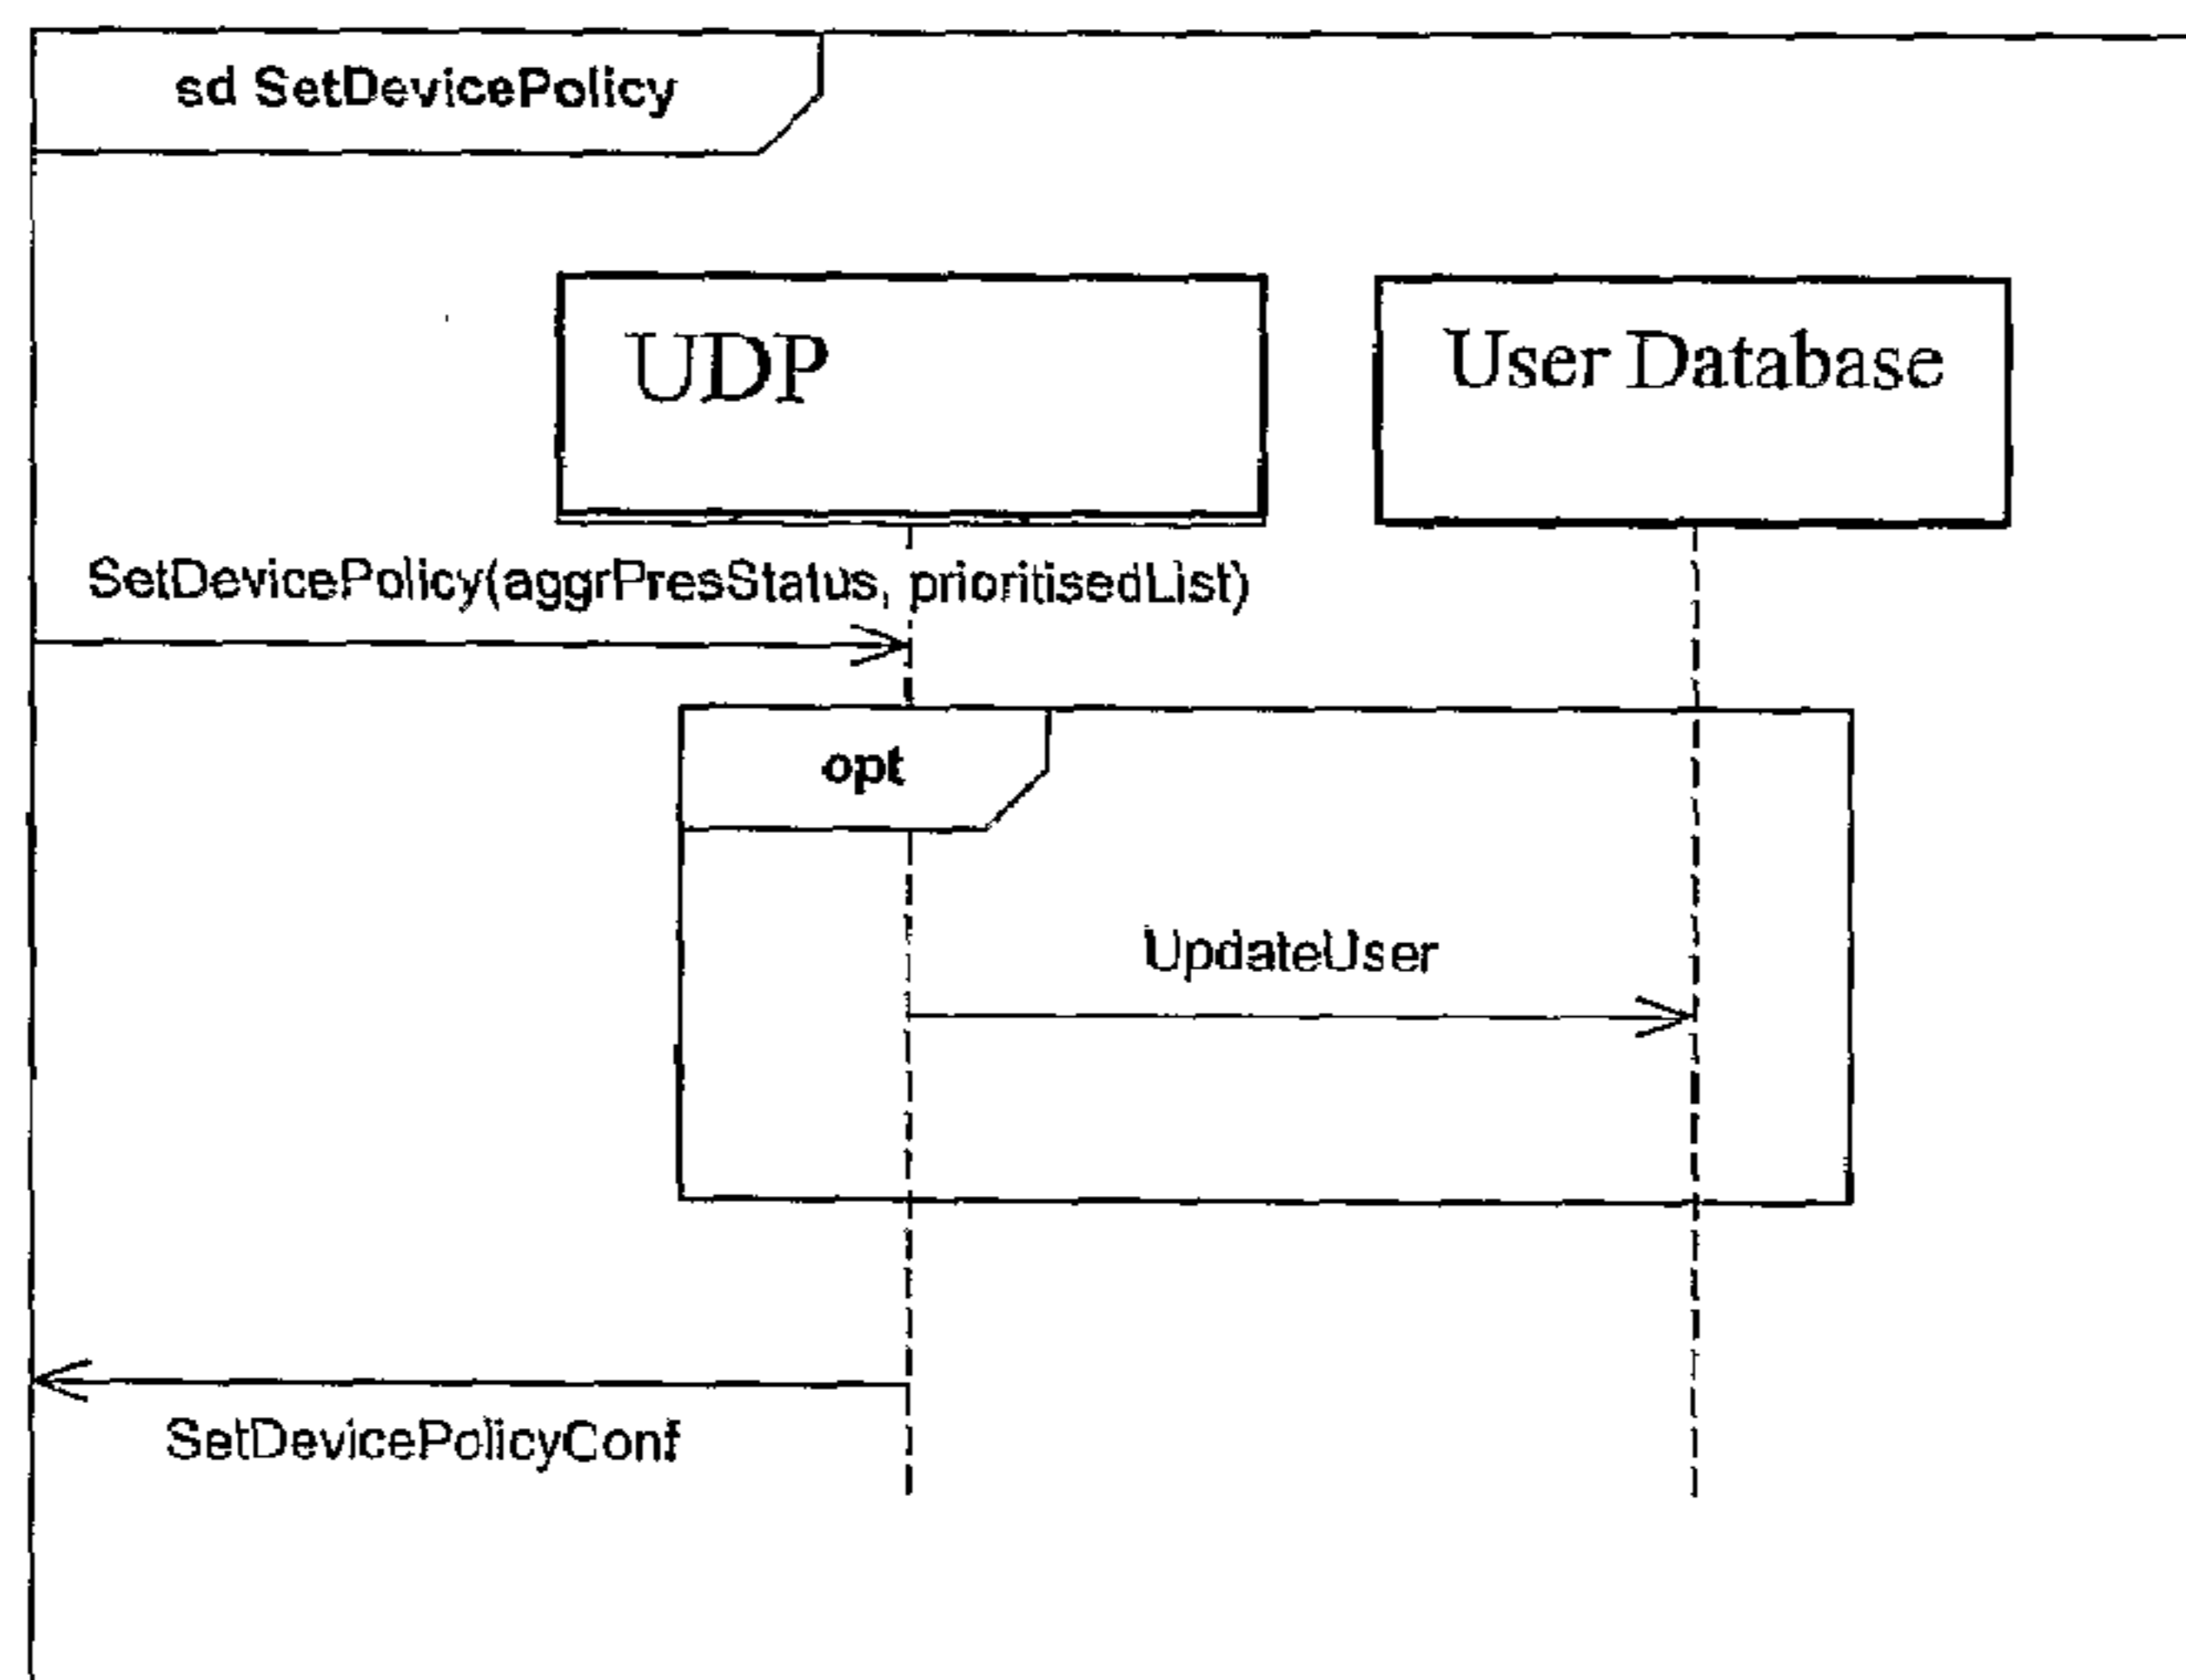 sd SetDevicePolicy
UDP
User Database
SetDevicePolicy(aggrPresStatus, prioritisedList)
opt
UpdateUser
SetDevicePolicyConf